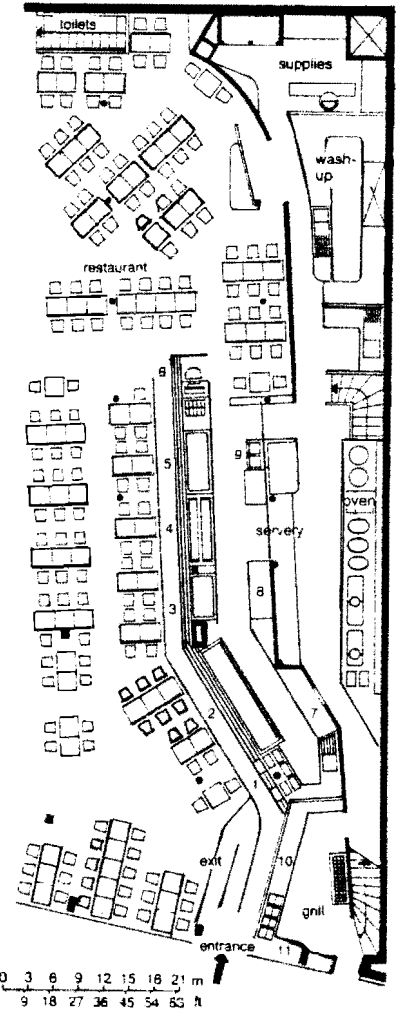 toilets
supplies
wash-
up
restaurant
6
5
9
oven
4
servery
8
3
2
7
1
exit
10
grill
entrance
11
0 3 6 9 12 15 18 21 m
9 18 27 36 45 54 63 ft